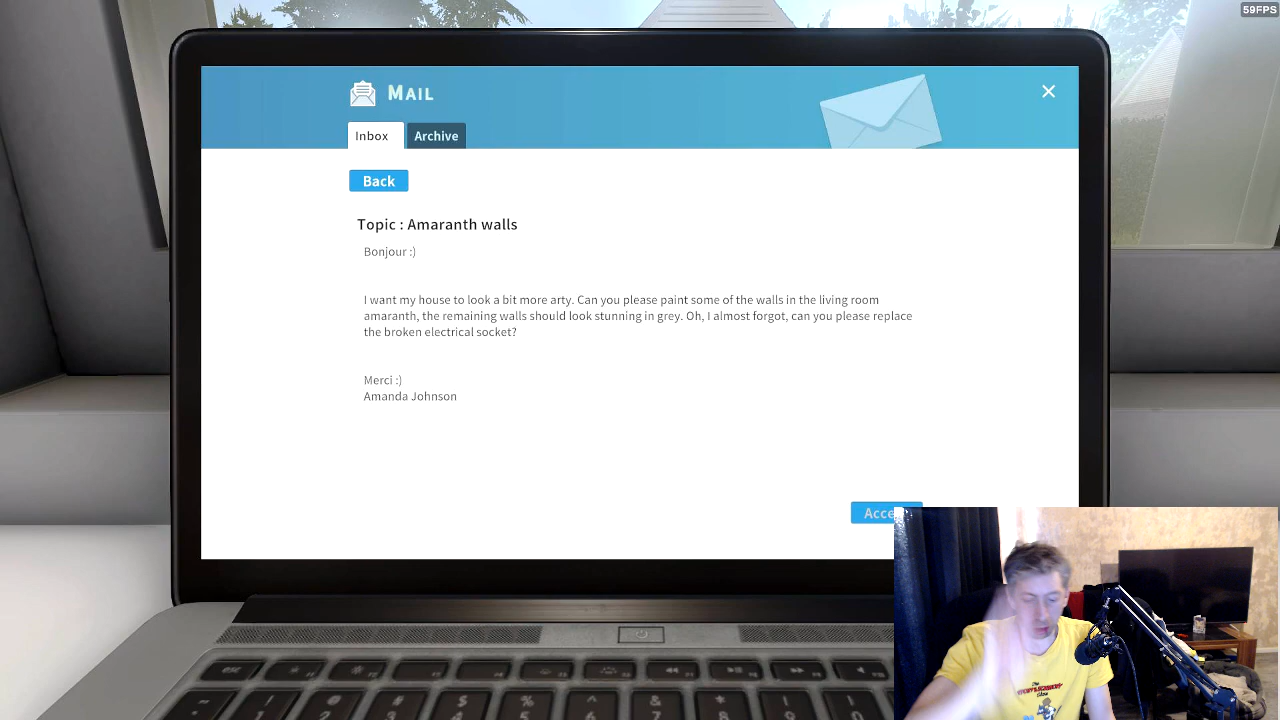 59FPS
MAIL
Inbox
Archive
Back
Topic : Amaranth walls
Bonjour :)
I want my house to look a bit more arty. Can you please paint some of the walls in the living room
amaranth, the remaining walls should look stunning in grey. Oh, I almost forgot, can you please replace
the broken electrical socket?
Merci :)
Amanda Johnson
Acce
esc
! @ # $ % ^ & * ( )